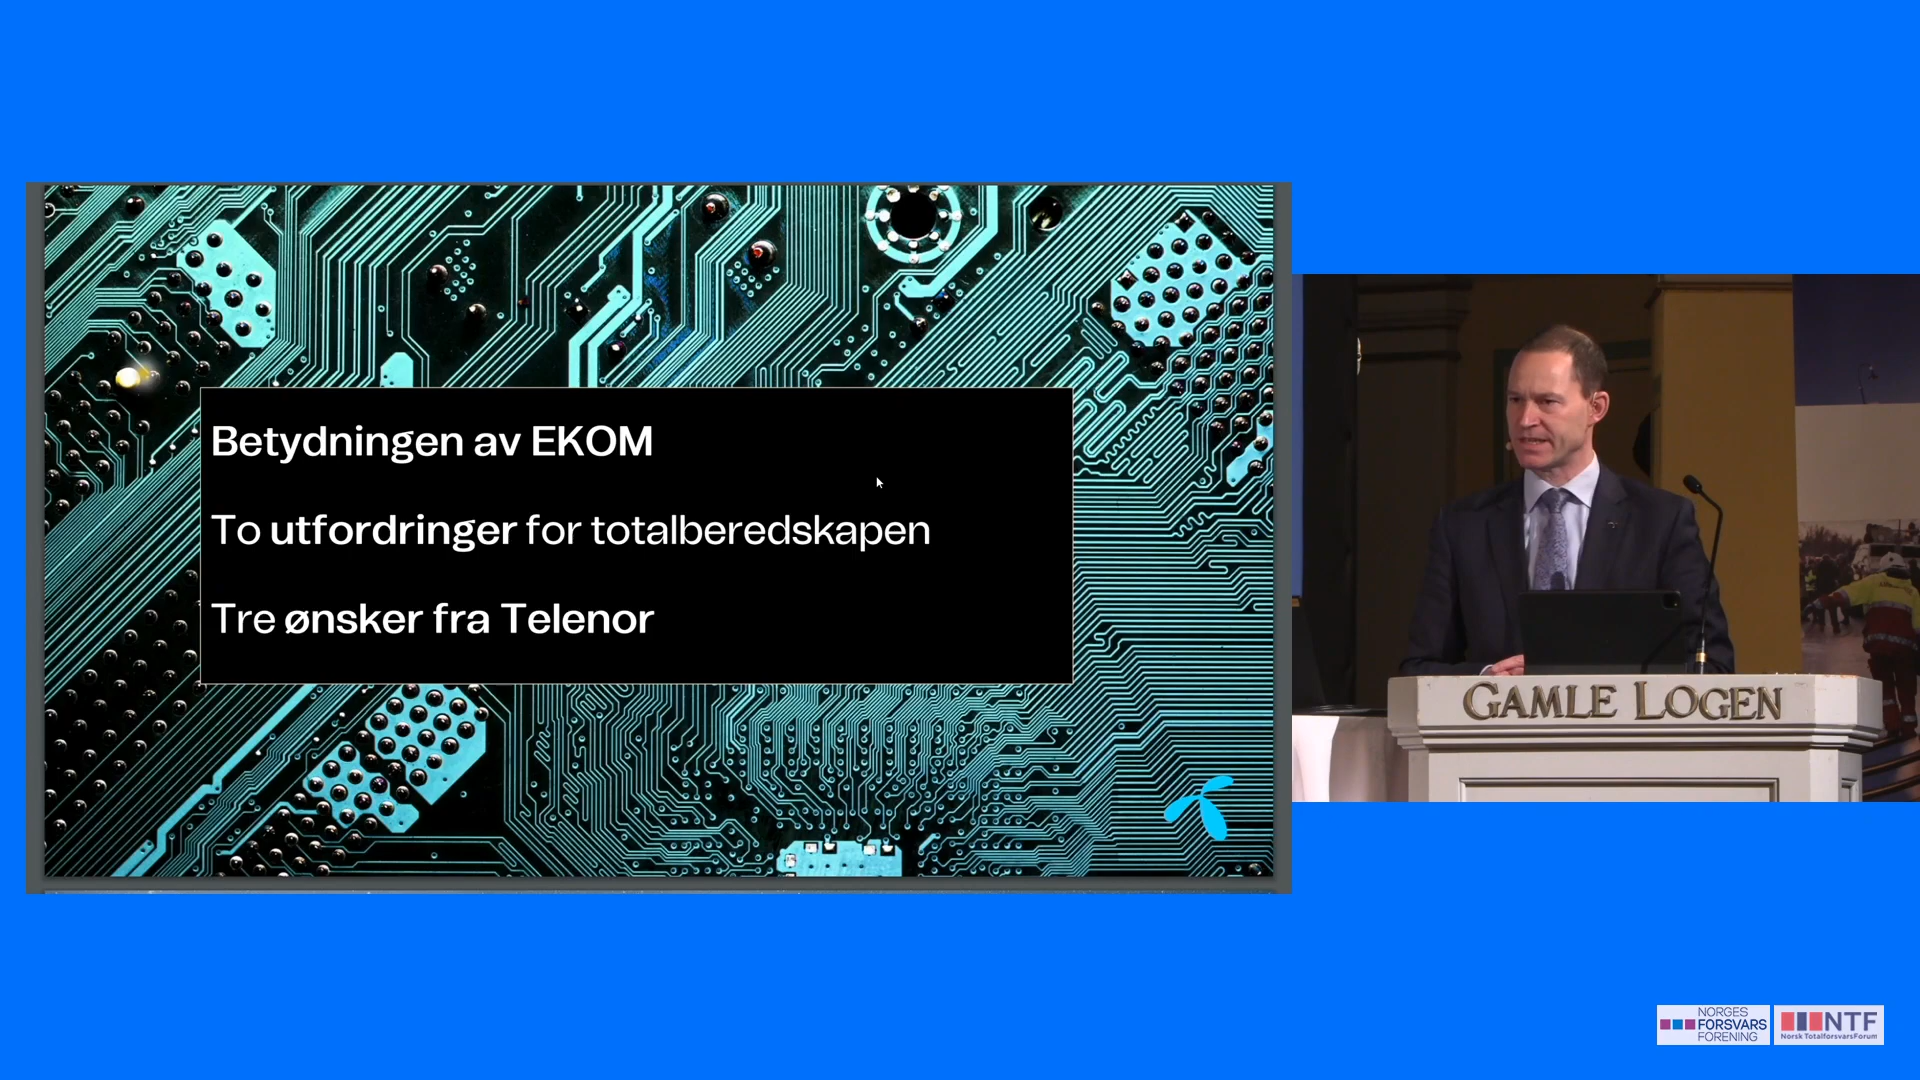 Betydningen av EKOM
To utfordringer for totalberedskapen
Tre ønsker fra Telenor
GAMLE LOGEN
NORGES
FORSVARS
FORENING
NTF
Norsk TotalforsvarsForum